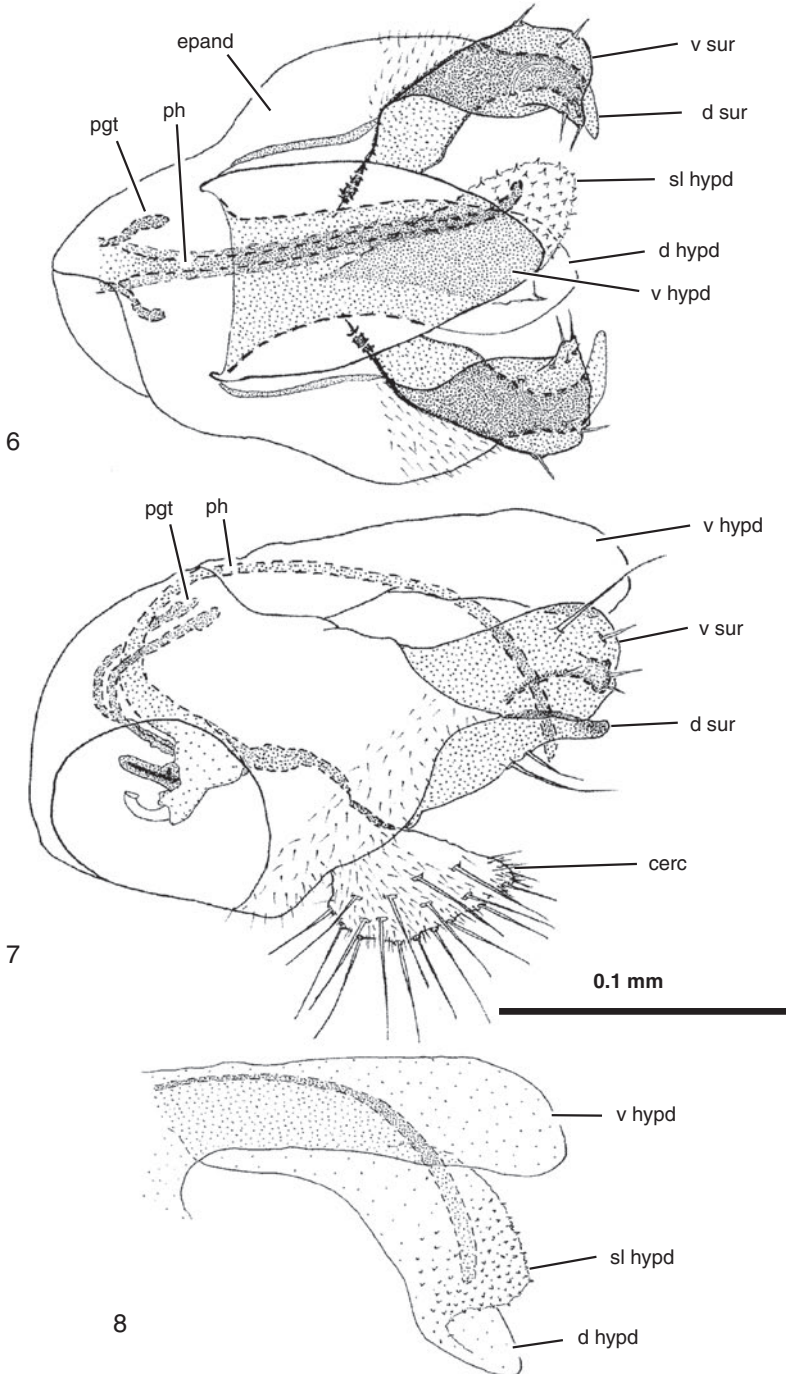 epand
v sur
pgt
ph
d sur
sl hypd
d hypd
v hypd
6
pgt
ph
v hypd
v sur
d sur
cerc
7
0.1 mm
v hypd
sl hypd
d hypd
8